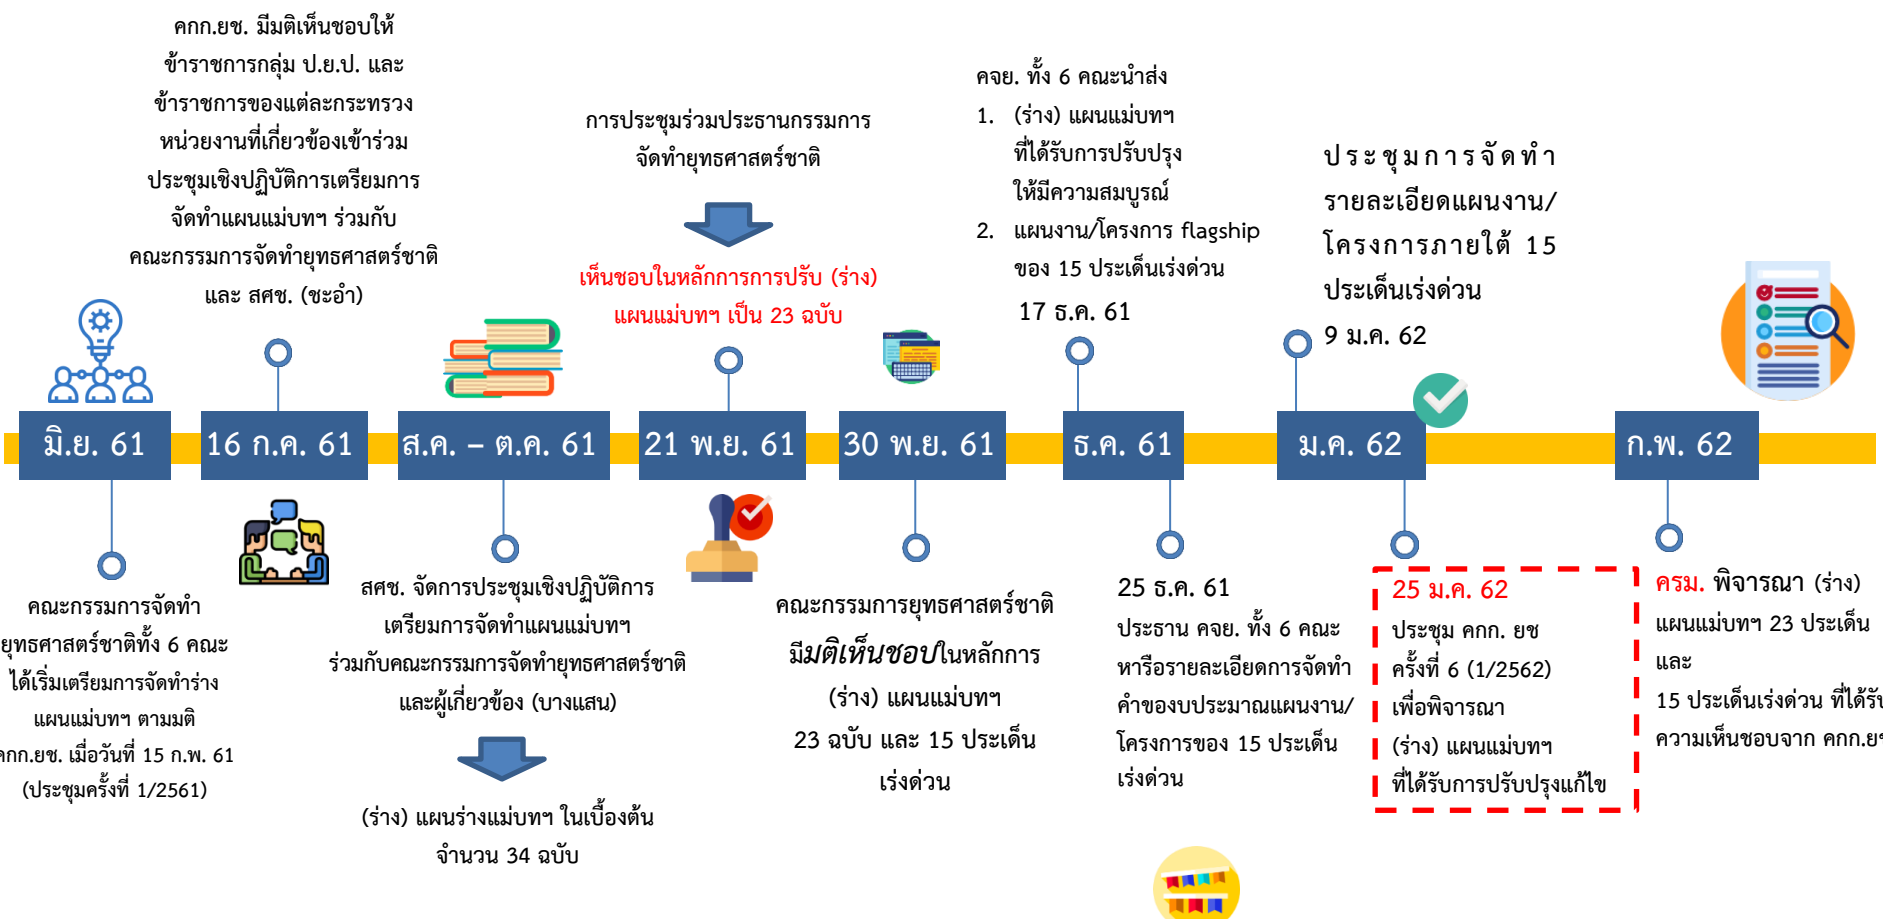 คกก.ยช. มีมติเห็นชอบให้
ข้าราชการกลุ่ม ป.ย.ป. และ
ข้าราชการของแต่ละกระทรวง
หน่วยงานที่เกี่ยวข้องเข้าร่วม
ประชุมเชิงปฏิบัติการเตรียมการ
จัดทำแผนแม่บทฯ ร่วมกับ
คณะกรรมการจัดทำยุทธศาสตร์ชาติ
และ สศช. (ชะอำ)
การประชุมร่วมประธานกรรมการ
จัดทำยุทธศาสตร์ชาติ
เห็นชอบในหลักการการปรับ (ร่าง)
แผนแม่บทฯ เป็น 23 ฉบับ
คจย. ทั้ง 6 คณะนำส่ง
1. (ร่าง) แผนแม่บทฯ
ที่ได้รับการปรับปรุง
ให้มีความสมบูรณ์
2. แผนงาน/โครงการ flagship
ของ 15 ประเด็นเร่งด่วน
17 ธ.ค. 61
ประชุมการจัดทำ
รายละเอียดแผนงาน/
โครงการภายใต้ 15
ประเด็นเร่งด่วน
9 ม.ค. 62
มิ.ย. 61
16 ก.ค. 61
ส.ค. – ต.ค. 61
21 พ.ย. 61
30 พ.ย. 61
ธ.ค. 61
ม.ค. 62
ก.พ. 62
คณะกรรมการจัดทำ
ยุทธศาสตร์ชาติทั้ง 6 คณะ
ได้เริ่มเตรียมการจัดทำร่าง
แผนแม่บทฯ ตามมติ
คกก.ยช. เมื่อวันที่ 15 ก.พ. 61
(ประชุมครั้งที่ 1/2561)
สศช. จัดการประชุมเชิงปฏิบัติการ
เตรียมการจัดทำแผนแม่บทฯ
ร่วมกับคณะกรรมการจัดทำยุทธศาสตร์ชาติ
และผู้เกี่ยวข้อง (บางแสน)
(ร่าง) แผนร่างแม่บทฯ ในเบื้องต้น
จำนวน 34 ฉบับ
คณะกรรมการยุทธศาสตร์ชาติ
มีมติเห็นชอบในหลักการ
(ร่าง) แผนแม่บทฯ
23 ฉบับ และ 15 ประเด็น
เร่งด่วน
25 ธ.ค. 61
ประธาน คจย. ทั้ง 6 คณะ
หารือรายละเอียดการจัดทำ
คำของบประมาณแผนงาน/
โครงการของ 15 ประเด็น
เร่งด่วน
25 ม.ค. 62
ประชุม คกก. ยช
ครั้งที่ 6 (1/2562)
เพื่อพิจารณา
(ร่าง) แผนแม่บทฯ
ที่ได้รับการปรับปรุงแก้ไข
ครม. พิจารณา (ร่าง)
แผนแม่บทฯ 23 ประเด็น
และ
15 ประเด็นเร่งด่วน ที่ได้รับ
ความเห็นชอบจาก คกก.ยช